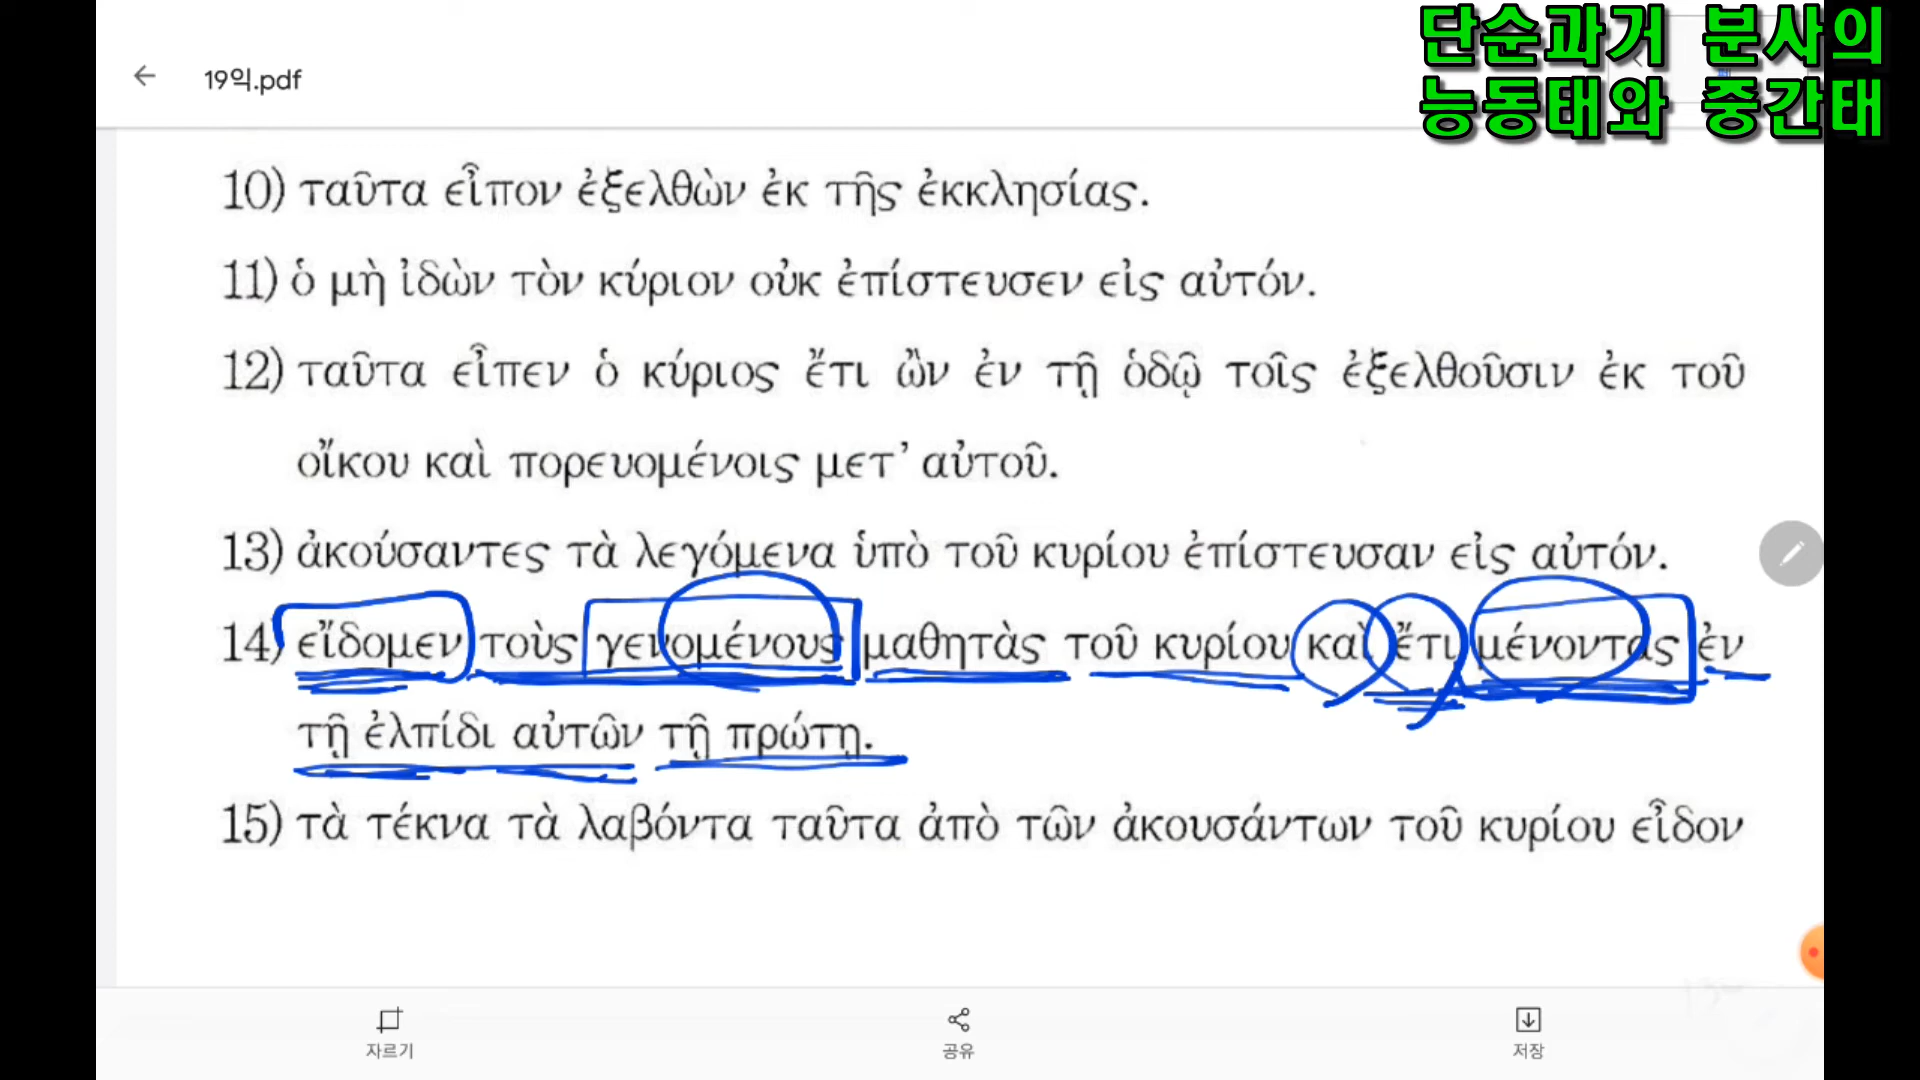 단순과거 분사의
능동태와 중간태
19익.pdf
10) ταῦτα εἶπον ἐξελθὼν ἐκ τῆς ἐκκλησίας.
11) ὁ μὴ ἰδὼν τὸν κύριον οὐκ ἐπίστευσεν εἰς αὐτόν.
12) ταῦτα εἶπεν ὁ κύριος ἔτι ὢν ἐν τῇ ὁδῷ τοῖς ἐξελθοῦσιν ἐκ τοῦ
οἴκου καὶ πορευομένοις μετ’ αὐτοῦ.
13) ἀκούσαντες τὰ λεγόμενα ὑπὸ τοῦ κυρίου ἐπίστευσαν εἰς αὐτόν.
14) εἴδομεν τοὺς γενομένους μαθητὰς τοῦ κυρίου καὶ ἔτι μένοντας ἐν
τῇ ἐλπίδι αὐτῶν τῇ πρώτῃ.
15) τὰ τέκνα τὰ λαβόντα ταῦτα ἀπὸ τῶν ἀκουσάντων τοῦ κυρίου εἶδον
자르기
공유
저장